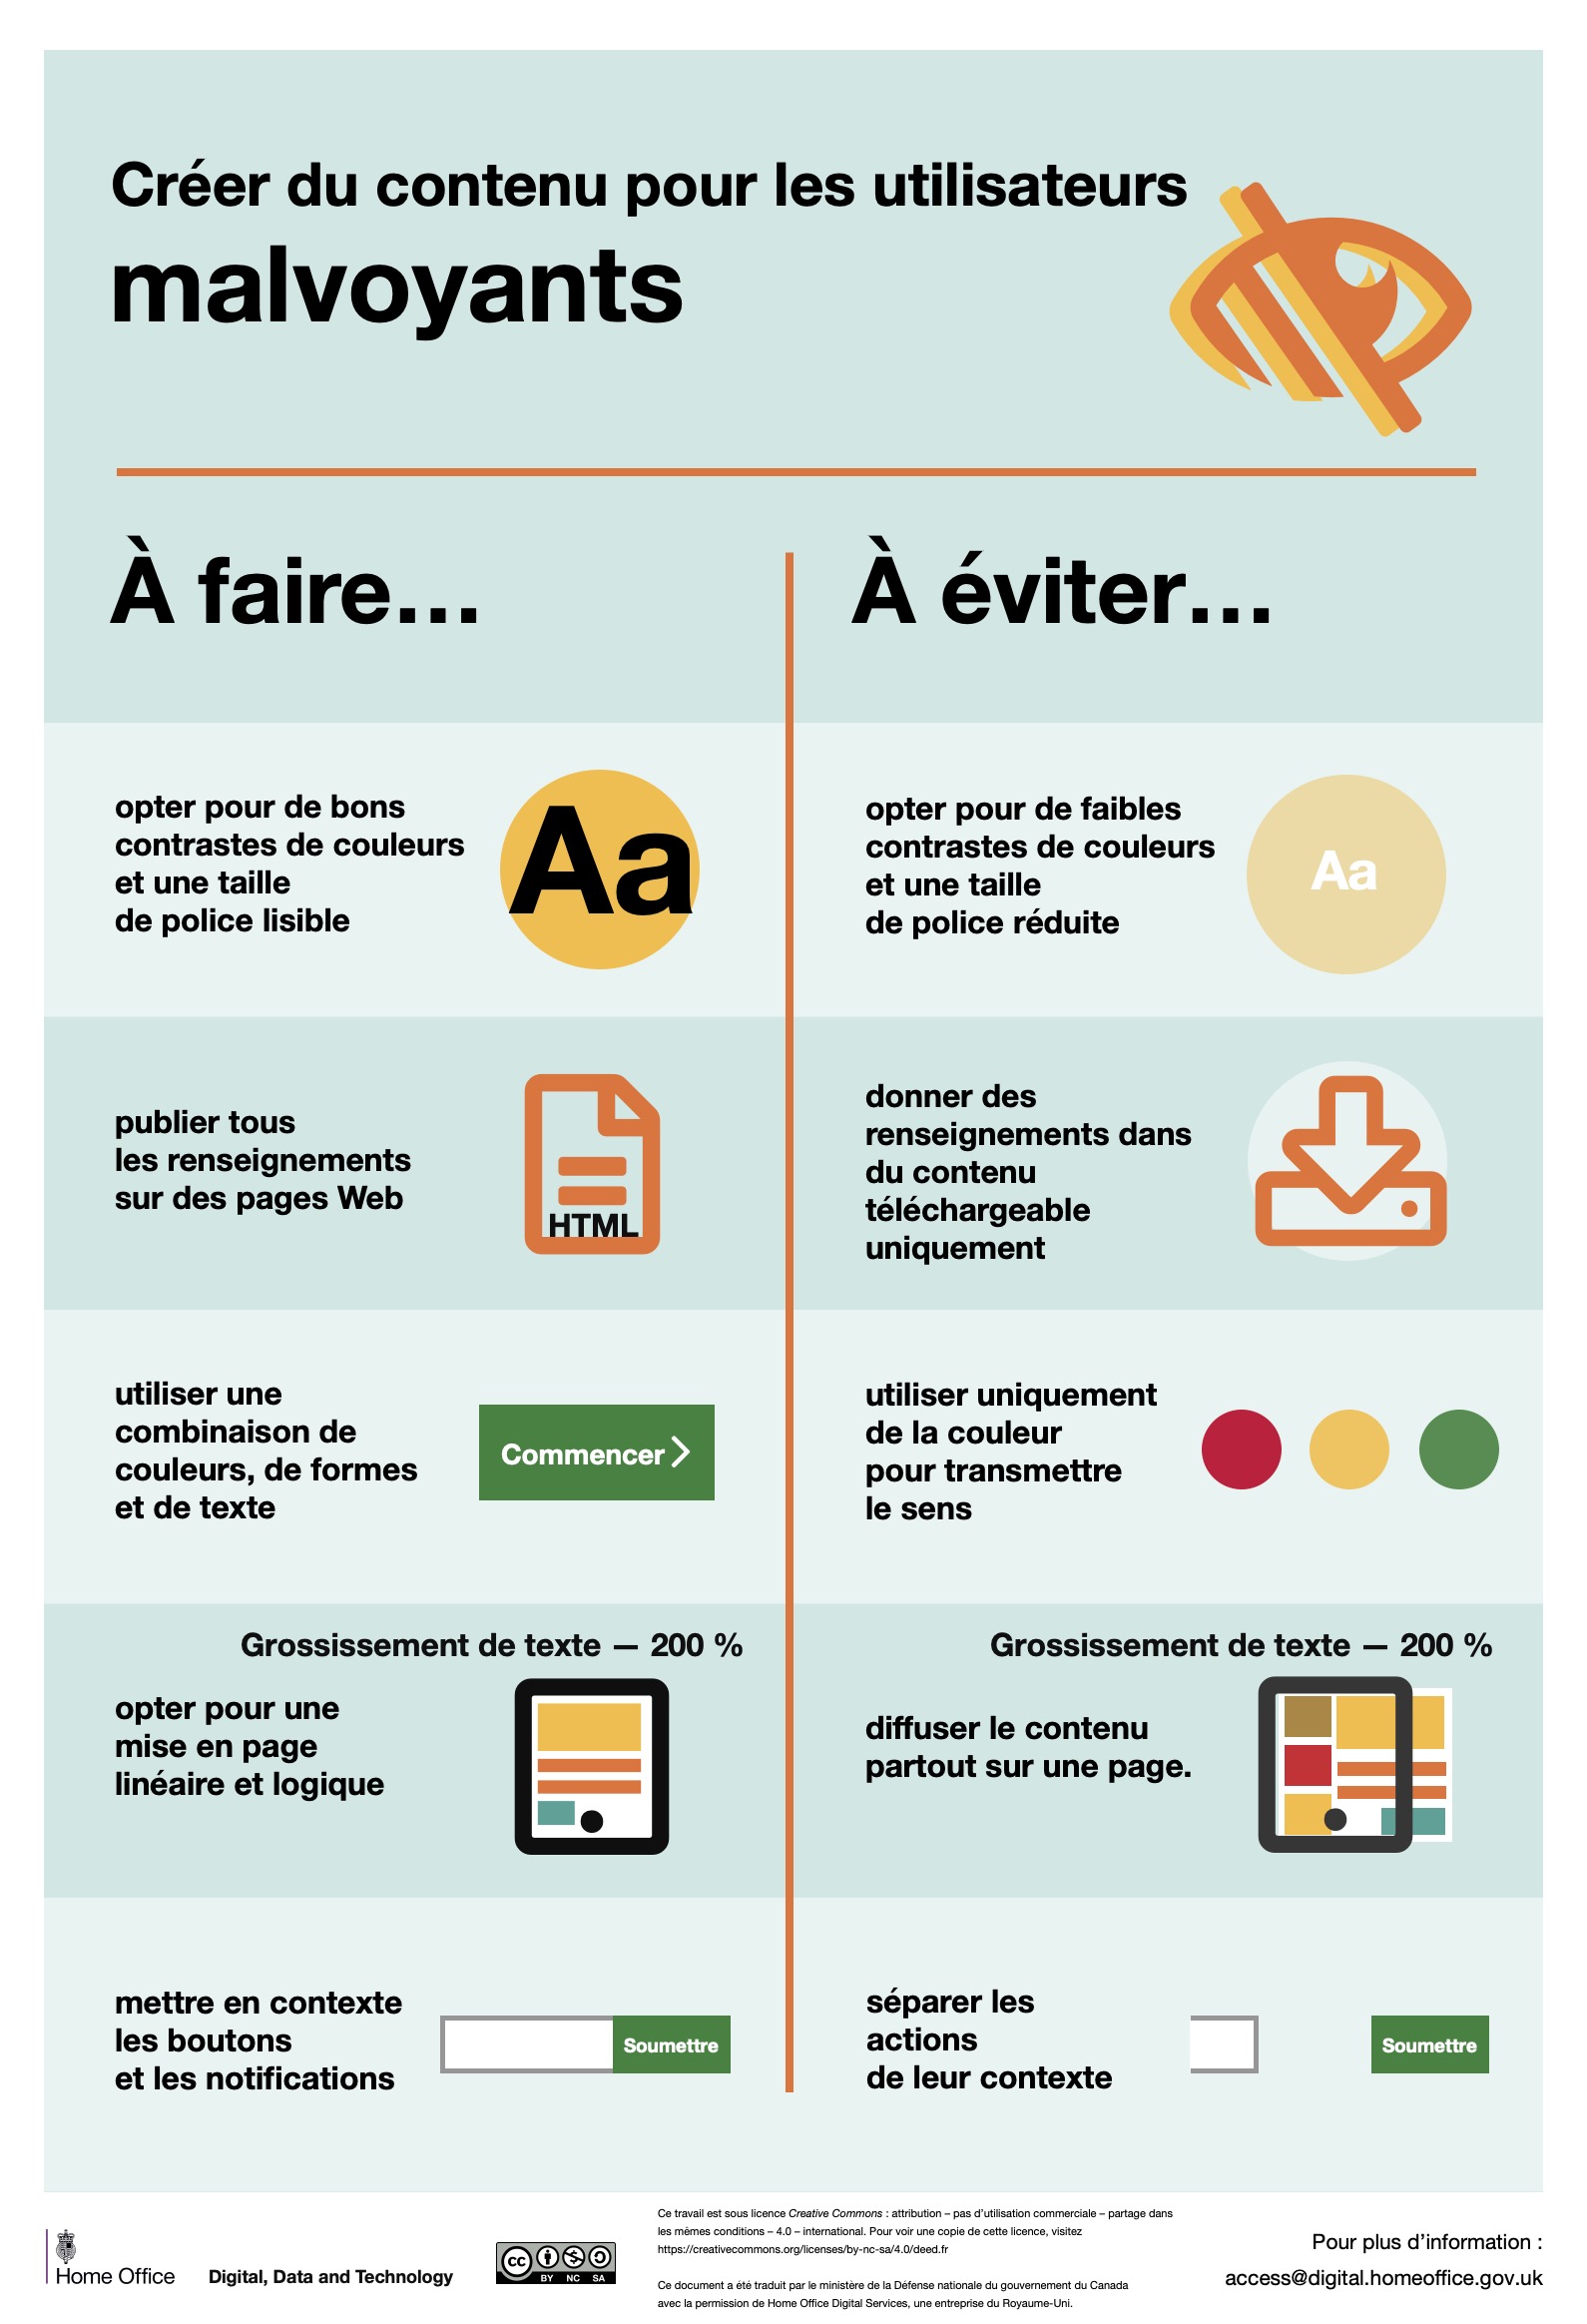 Créer du contenu pour les utilisateurs
malvoyants
À faire...
À éviter...
opter pour de bons
contrastes de couleurs
et une taille
de police lisible
Aa
opter pour de faibles
contrastes de couleurs
et une taille
de police réduite
Aa
publier tous
les renseignements
sur des pages Web
HTML
donner des
renseignements dans
du contenu
téléchargeable
uniquement
utiliser une
combinaison de
couleurs, de formes
et de texte
Commencer
utiliser uniquement
de la couleur
pour transmettre
le sens
Grossissement de texte — 200 %
opter pour une
mise en page
linéaire et logique
Grossissement de texte — 200 %
diffuser le contenu
partout sur une page.
mettre en contexte
les boutons
et les notifications
Soumettre
séparer les
actions
de leur contexte
Soumettre
Home Office
Digital, Data and Technology
cc
BY NC SA
Ce travail est sous licence Creative Commons : attribution – pas d'utilisation commerciale – partage dans
les mêmes conditions – 4.0 – international. Pour voir une copie de cette licence, visitez
https://creativecommons.org/licenses/by-nc-sa/4.0/deed.fr
Ce document a été traduit par le ministère de la Défense nationale du gouvernement du Canada
avec la permission de Home Office Digital Services, une entreprise du Royaume-Uni.
Pour plus d'information :
access@digital.homeoffice.gov.uk